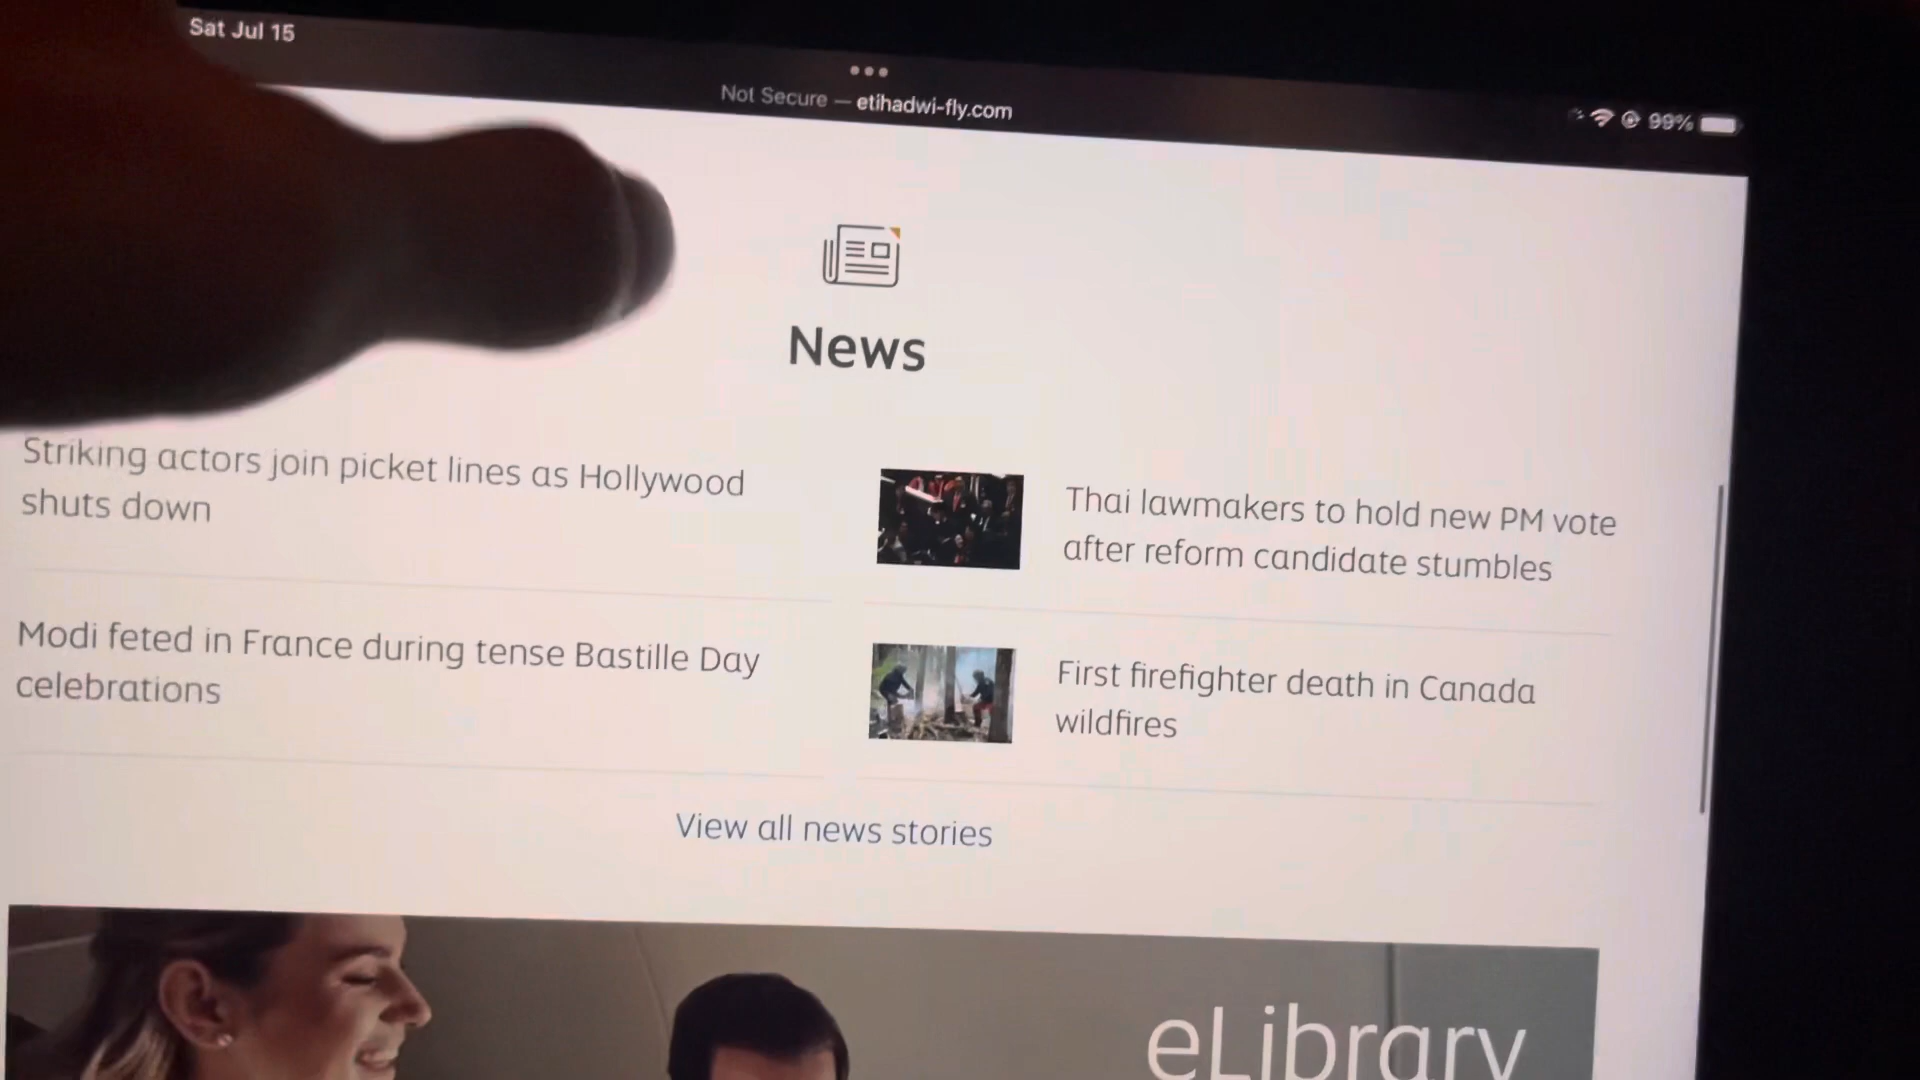 Sat Jul 15
Not Secure — etihadwi-fly.com
99%
News
Striking actors join picket lines as Hollywood
shuts down
Thai lawmakers to hold new PM vote
after reform candidate stumbles
Modi feted in France during tense Bastille Day
celebrations
First firefighter death in Canada
wildfires
View all news stories
eLibrary